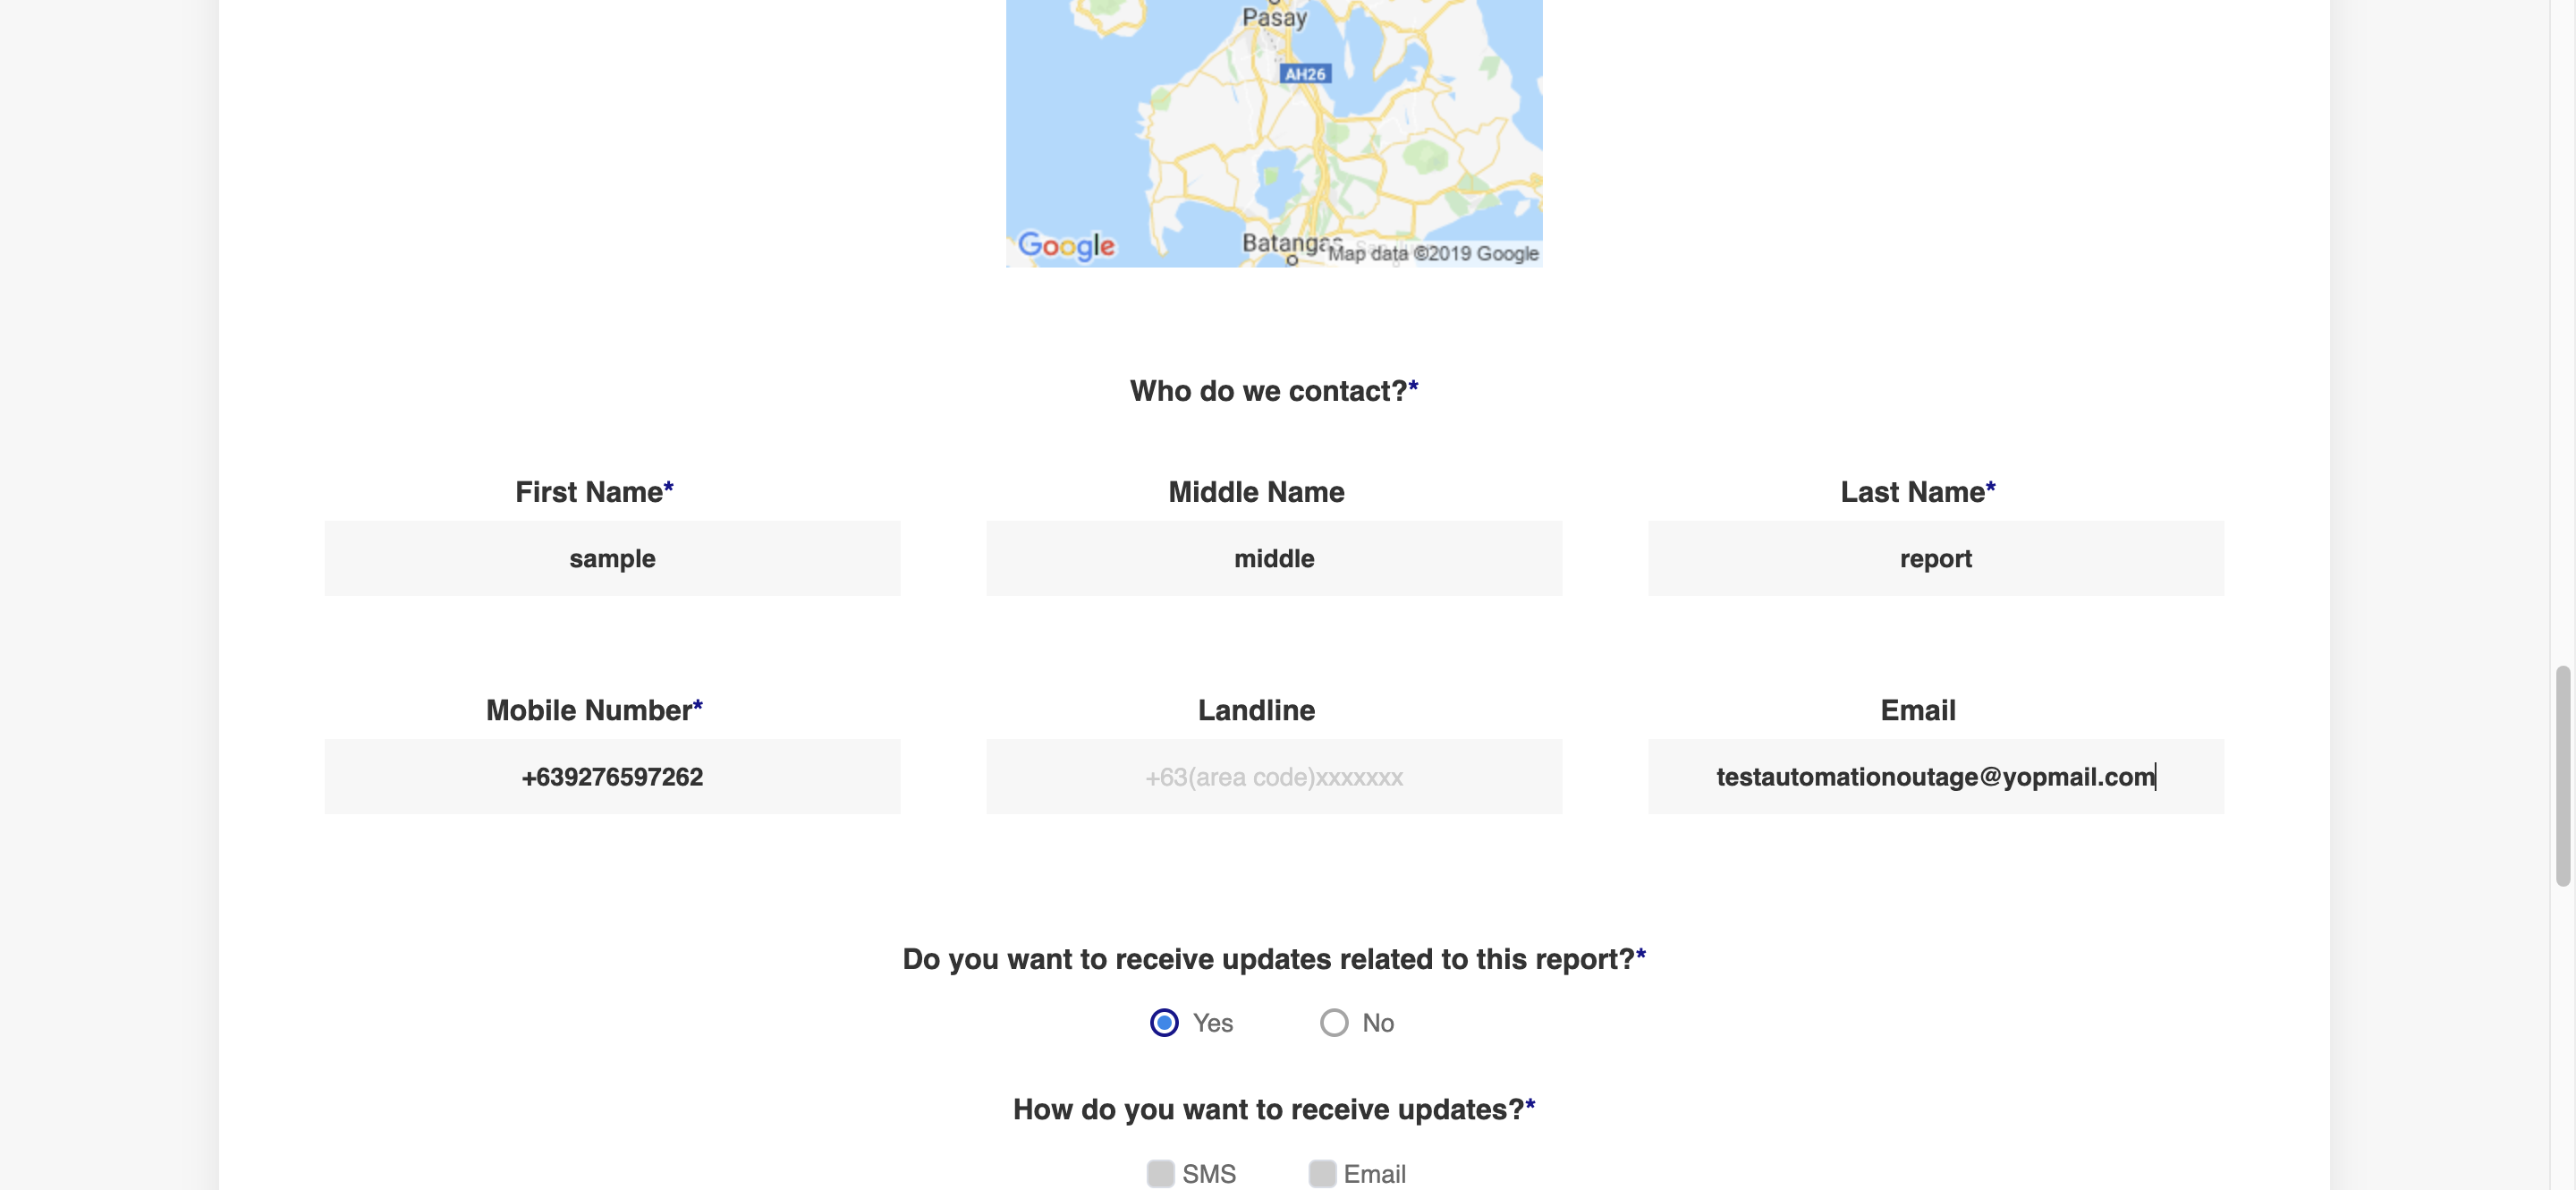 Pasay
AH26
Google
Batangas
Map data ©2019 Google
Who do we contact?*
First Name*
Middle Name
Last Name*
sample
middle
report
Mobile Number*
Landline
Email
+639276597262
+63(area code)xxxxxxx
testautomationoutage@yopmail.com
Do you want to receive updates related to this report?*
Yes
No
How do you want to receive updates?*
SMS
Email